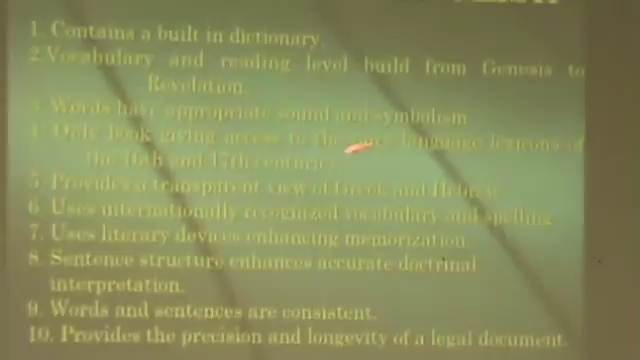 1. Contains a built in dictionary.
2.Vocabulary and reading level build from Genesis to
Revelation.
3. Words have appropriate sound and symbolism
4. Only book giving access to the language lexicons of
the 16th and 17th centuries.
5. Provides a transparent view of Greek and Hebrew.
6. Uses internationally recognized vocabulary and spelling
7. Uses literary devices enhancing memorization.
8. Sentence structure enhances accurate doctrinal
interpretation.
9. Words and sentences are consistent.
10. Provides the precision and longevity of a legal document.